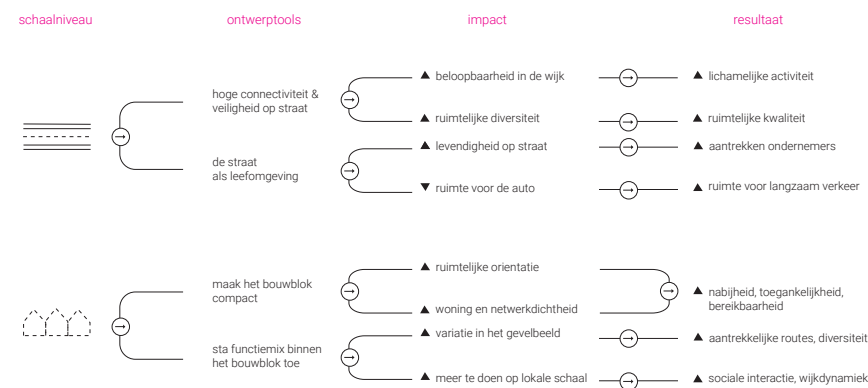 schaalniveau
ontwerptools
impact
resultaat
hoge connectiviteit &
veiligheid op straat
▲ beloopbaarheid in de wijk
▲ lichamelijke activiteit
▲ ruimtelijke diversiteit
▲ ruimtelijke kwaliteit
de straat
als leefomgeving
▲ levendigheid op straat
▲ aantrekken ondernemers
▼ ruimte voor de auto
▲ ruimte voor langzaam verkeer
maak het bouwblok
compact
▲ ruimtelijke orientatie
▲ woning en netwerkdichtheid
▲ nabijheid, toegankelijkheid,
bereikbaarheid
sta functiemix binnen
het bouwblok toe
▲ variatie in het gevelbeeld
▲ aantrekkelijke routes, diversiteit
▲ meer te doen op lokale schaal
▲ sociale interactie, wijkdynamiek